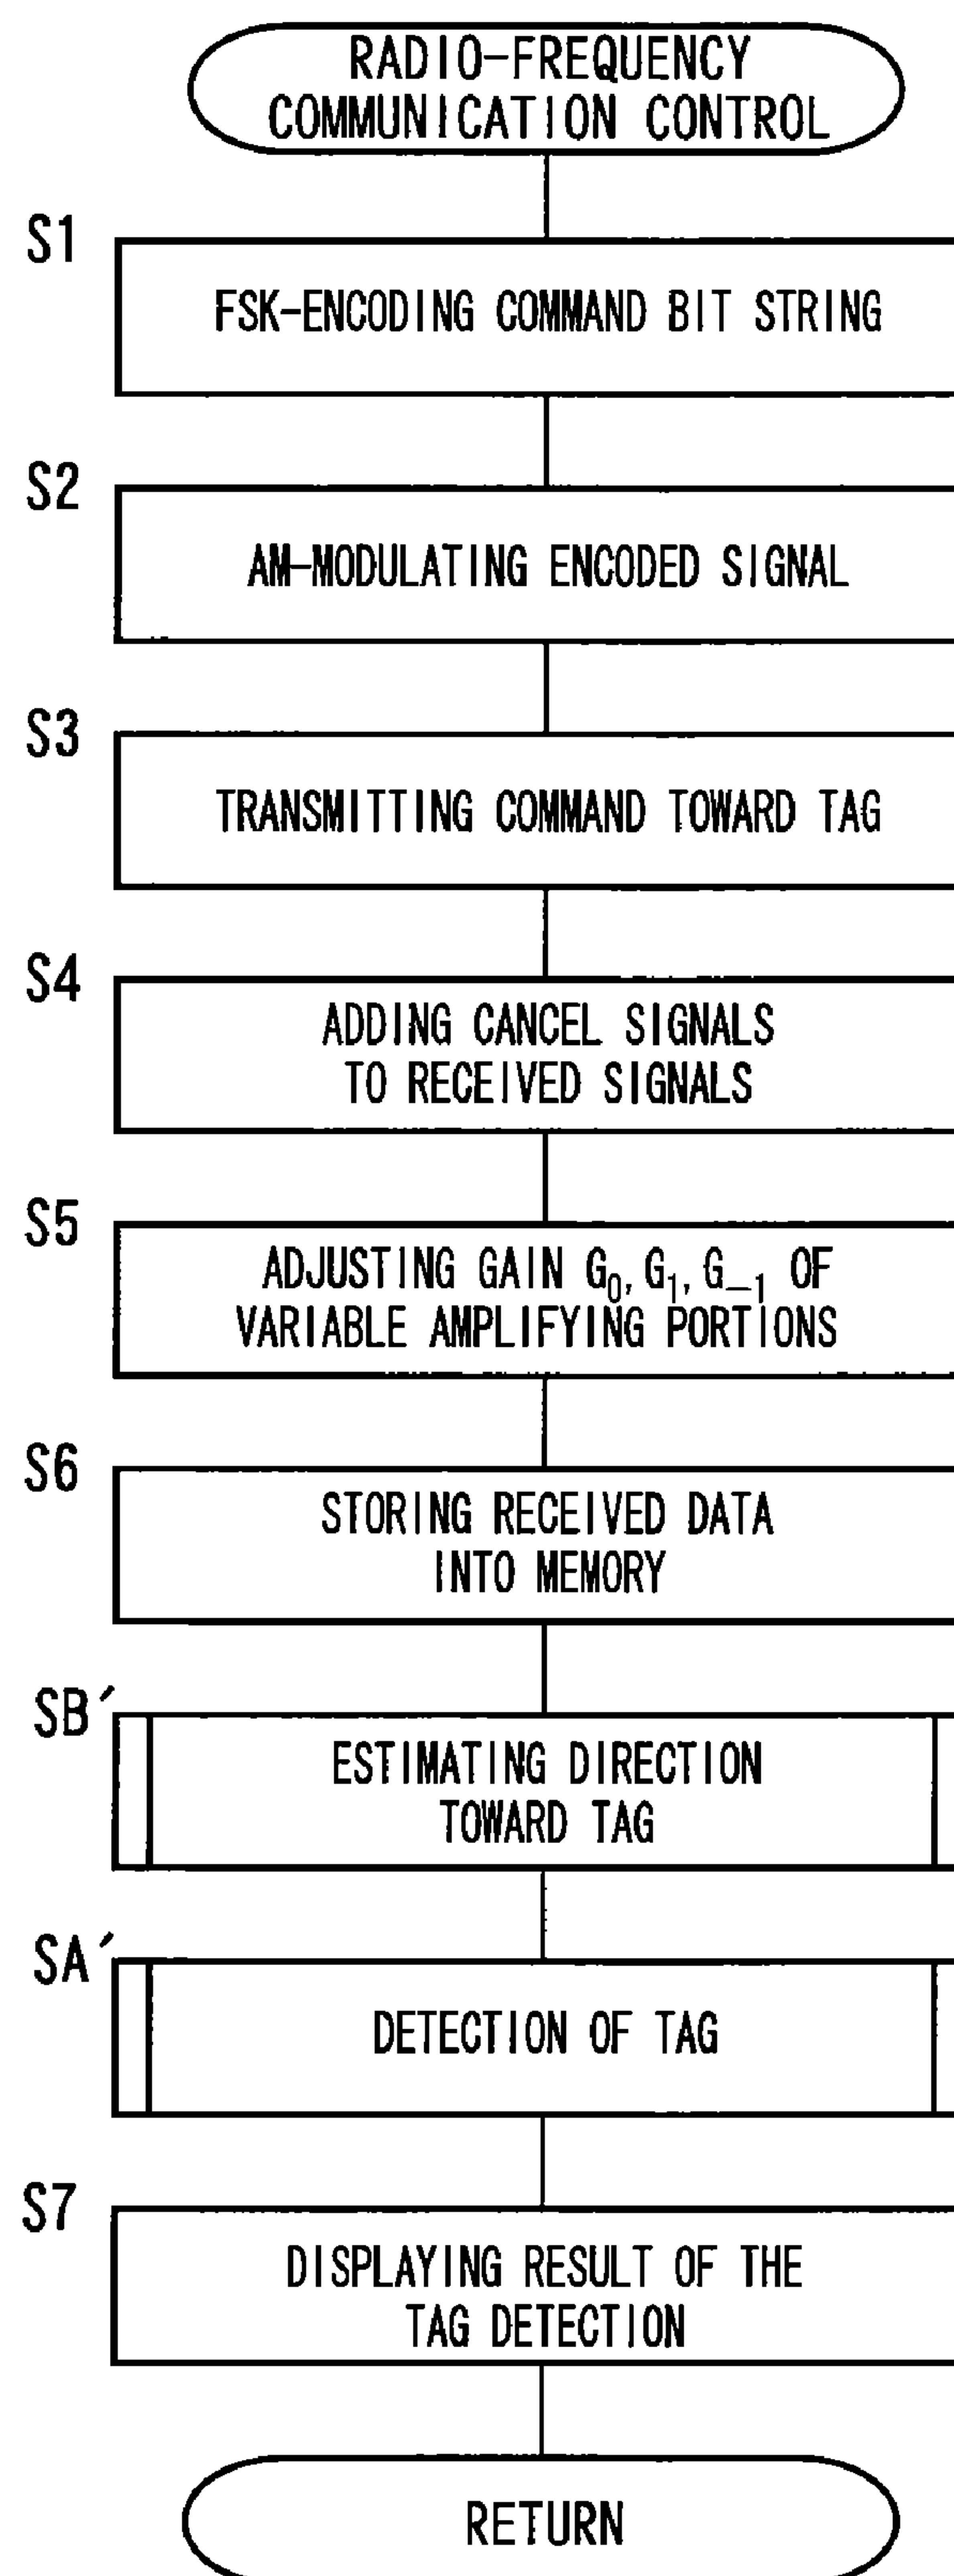 RADIO-FREQUENCY
COMMUNICATION CONTROL
S1
FSK-ENCODING COMMAND BIT STRING
S2
AM-MODULATING ENCODED SIGNAL
S3
TRANSMITTING COMMAND TOWARD TAG
S4
ADDING CANCEL SIGNALS
TO RECEIVED SIGNALS
S5
ADJUSTING GAIN G₀, G₁, G₋₁ OF
VARIABLE AMPLIFYING PORTIONS
S6
STORING RECEIVED DATA
INTO MEMORY
SB′
ESTIMATING DIRECTION
TOWARD TAG
SA′
DETECTION OF TAG
S7
DISPLAYING RESULT OF THE
TAG DETECTION
RETURN